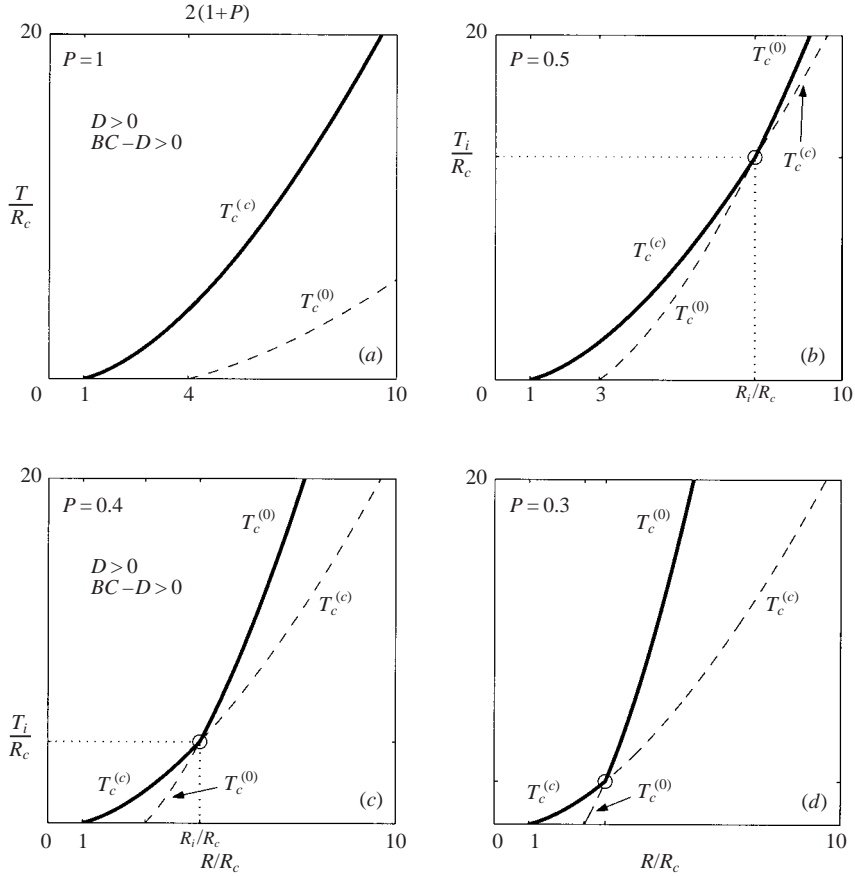 2(1+P)
20
P=1
D>0
BC−D>0
T/R_c
T_c^(c)
T_c^(0)
(a)
0
1
4
10
20
P=0.5
T_c^(0)
T_i/R_c
T_c^(c)
T_c^(c)
T_c^(0)
(b)
0
1
3
R_i/R_c
10
20
P=0.4
T_c^(0)
D>0
BC−D>0
T_c^(c)
T_i/R_c
T_c^(c)
T_c^(0)
(c)
0
1
R_i/R_c
10
R/R_c
20
P=0.3
T_c^(0)
T_c^(c)
T_c^(c)
T_c^(0)
(d)
0
1
10
R/R_c